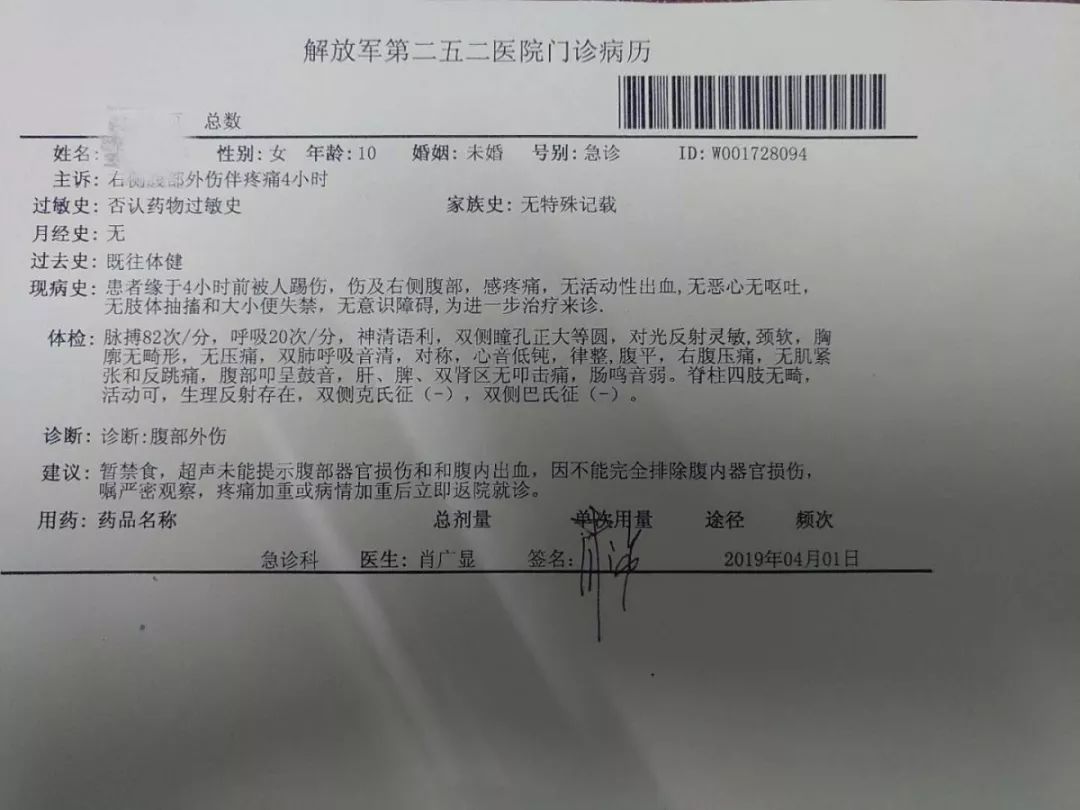 解放军第二五二医院门诊病历
总数
姓名: 性别: 女 年龄: 10 婚姻: 未婚 号别: 急诊 ID: W001728094
主诉: 右侧腹部外伤伴疼痛4小时
过敏史: 否认药物过敏史 家族史: 无特殊记载
月经史: 无
过去史: 既往体健
现病史: 患者缘于4小时前被人踢伤, 伤及右侧腹部, 感疼痛, 无活动性出血, 无恶心无呕吐,
无肢体抽搐和大小便失禁, 无意识障碍, 为进一步治疗来诊.
体检: 脉搏82次/分, 呼吸20次/分, 神清语利, 双侧瞳孔正大等圆, 对光反射灵敏, 颈软, 胸
廓无畸形, 无压痛, 双肺呼吸音清, 对称, 心音低钝, 律整, 腹平, 右腹压痛, 无肌紧
张和反跳痛, 腹部叩呈鼓音, 肝、脾、双肾区无叩击痛, 肠鸣音弱。脊柱四肢无畸,
活动可, 生理反射存在, 双侧克氏征(-), 双侧巴氏征(-)。
诊断: 诊断:腹部外伤
建议: 暂禁食, 超声未能提示腹部器官损伤和和腹内出血, 因不能完全排除腹内器官损伤,
嘱严密观察, 疼痛加重或病情加重后立即返院就诊。
用药: 药品名称 总剂量 单次用量 途径 频次
急诊科 医生: 肖广显 签名: 2019年04月01日